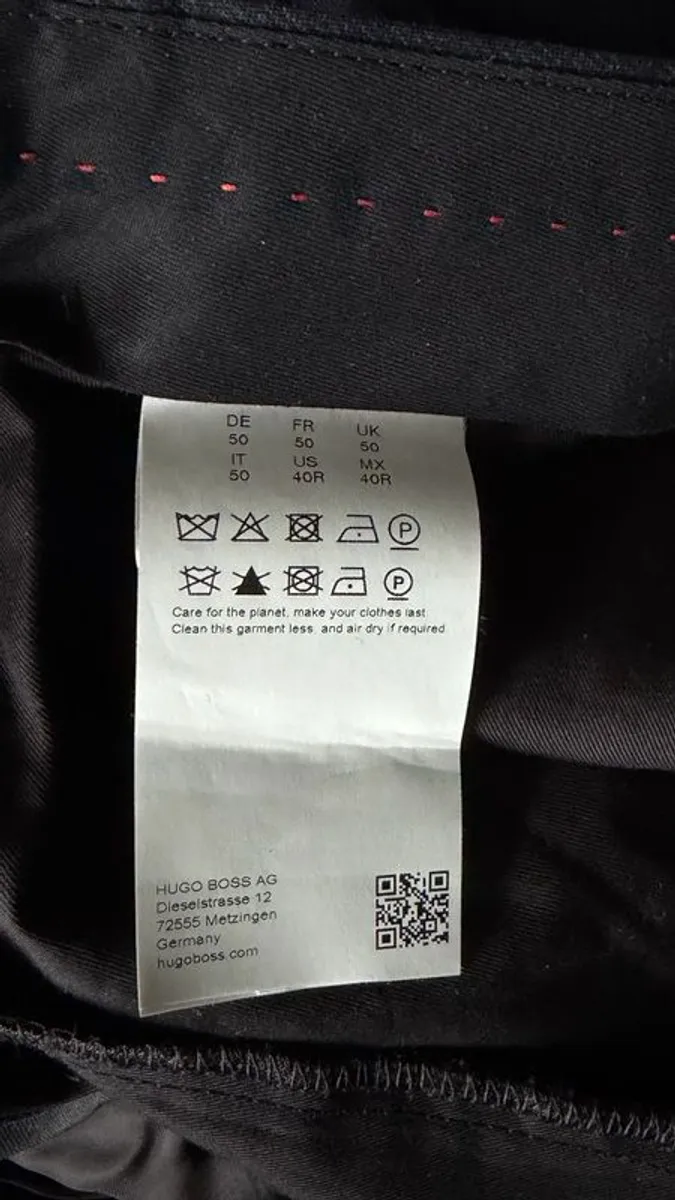 DE FR UK
50 50 50
IT US MX
50 40R 40R
P
P
Care for the planet, make your clothes last.
Clean this garment less, and air dry if required.
HUGO BOSS AG
Dieselstrasse 12
72555 Metzingen
Germany
hugoboss.com